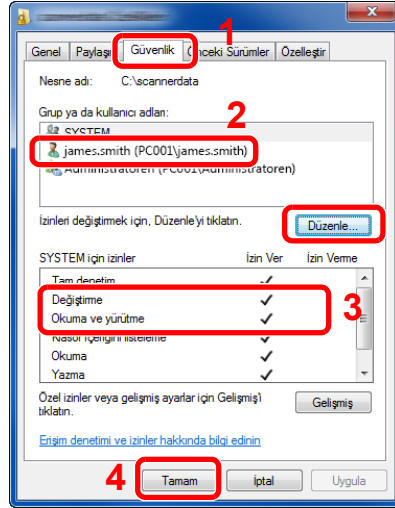 1
Genel Paylaşı Güvenlik Önceki Sürümler Özelleştir
Nesne adı: C:\scannerdata
Grup ya da kullanıcı adları:
2
SYSTEM
james.smith (PC001\james.smith)
Administratoren (PC001\Administratoren)
İzinleri değiştirmek için, Düzenle'yi tıklatın.
Düzenle...
SYSTEM için izinler İzin Ver İzin Verme
Tam denetim
Değiştirme
Okuma ve yürütme
3
Klasör içeriğini listeleme
Okuma
Yazma
Özel izinler veya gelişmiş ayarlar için Gelişmiş'i
tıklatın.
Gelişmiş
Erişim denetimi ve izinler hakkında bilgi edinin
4
Tamam İptal Uygula